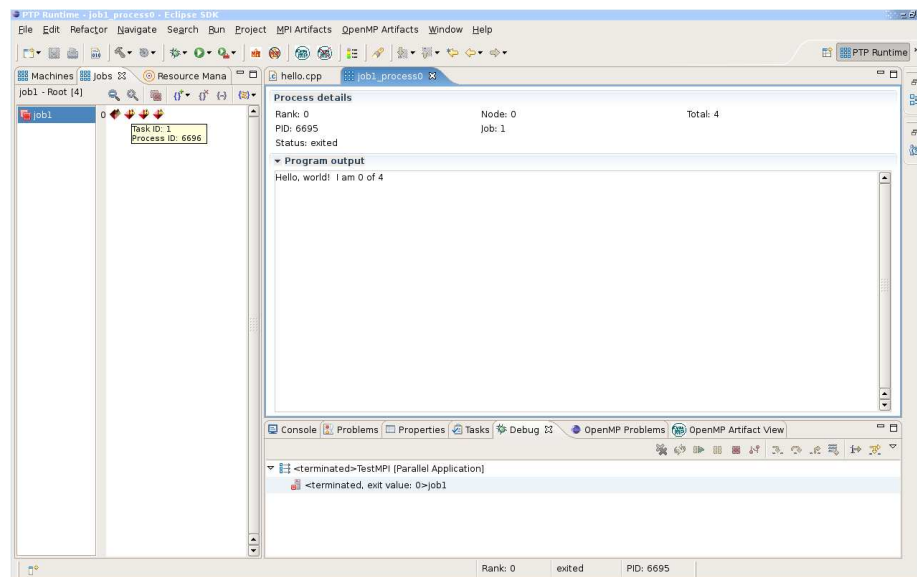 PTP Runtime - job1_process0 - Eclipse SDK
File Edit Refactor Navigate Search Run Project MPI Artifacts OpenMP Artifacts Window Help
PTP Runtime
Machines Jobs Resource Mana
hello.cpp job1_process0
job1 - Root [4]
Process details
Rank: 0 Node: 0 Total: 4
PID: 6695 Job: 1
Status: exited
job1 0
Task ID: 1
Process ID: 6696
Program output
Hello, world! I am 0 of 4
Console Problems Properties Tasks Debug OpenMP Problems OpenMP Artifact View
<terminated>TestMPI [Parallel Application]
<terminated, exit value: 0>job1
Rank: 0 exited PID: 6695